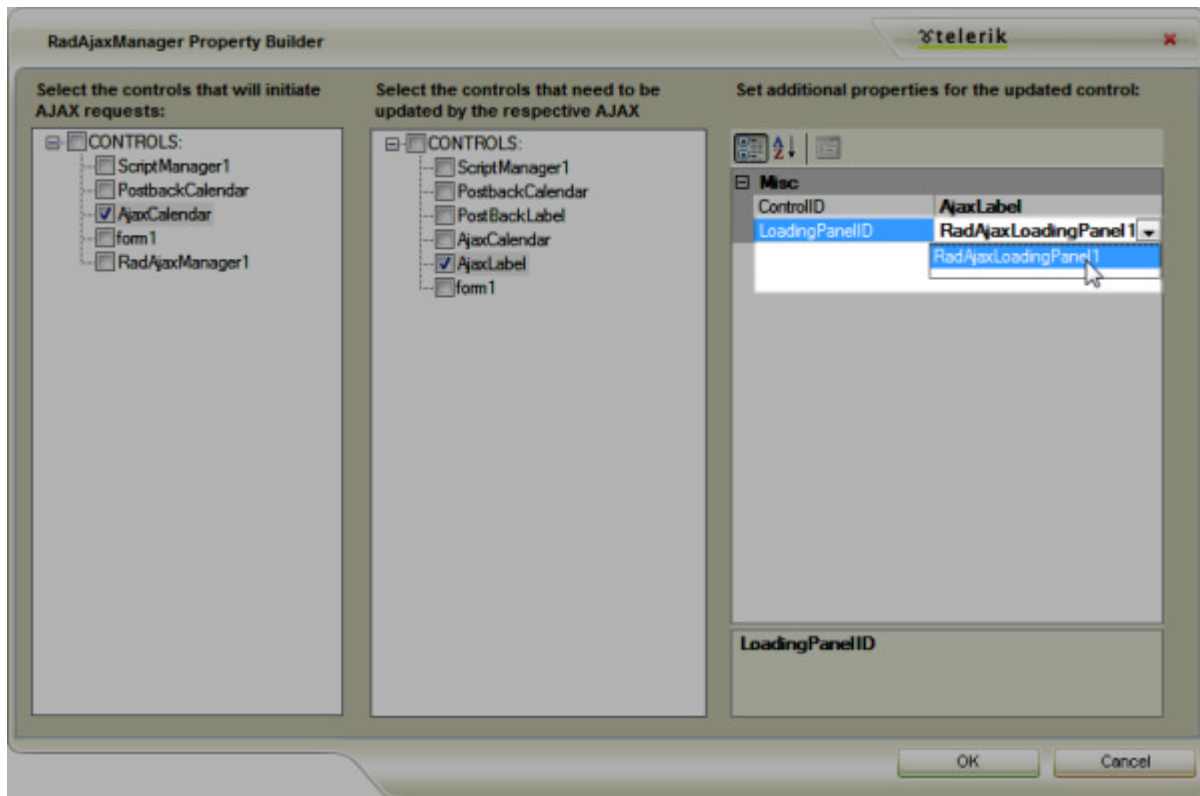 RadAjaxManager Property Builder
telerik
Select the controls that will initiate
AJAX requests:
CONTROLS:
ScriptManager1
PostbackCalendar
AjaxCalendar
form1
RadAjaxManager1
Select the controls that need to be
updated by the respective AJAX
CONTROLS:
ScriptManager1
PostbackCalendar
PostBackLabel
AjaxCalendar
AjaxLabel
form1
Set additional properties for the updated control:
Misc
ControlID AjaxLabel
LoadingPanelID RadAjaxLoadingPanel1
RadAjaxLoadingPanel1
LoadingPanelID
OK Cancel